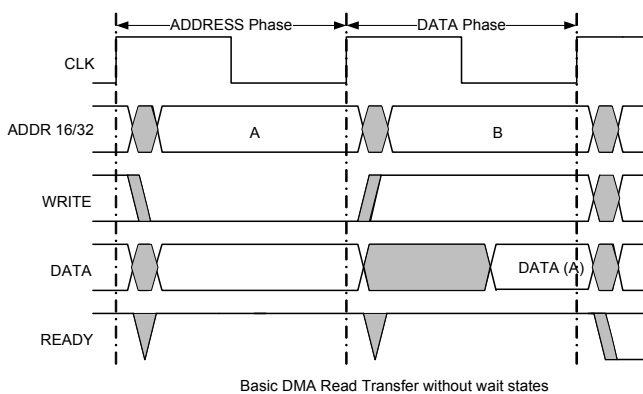 ADDRESS Phase
DATA Phase
CLK
ADDR 16/32
A
B
WRITE
DATA
DATA (A)
READY
Basic DMA Read Transfer without wait states